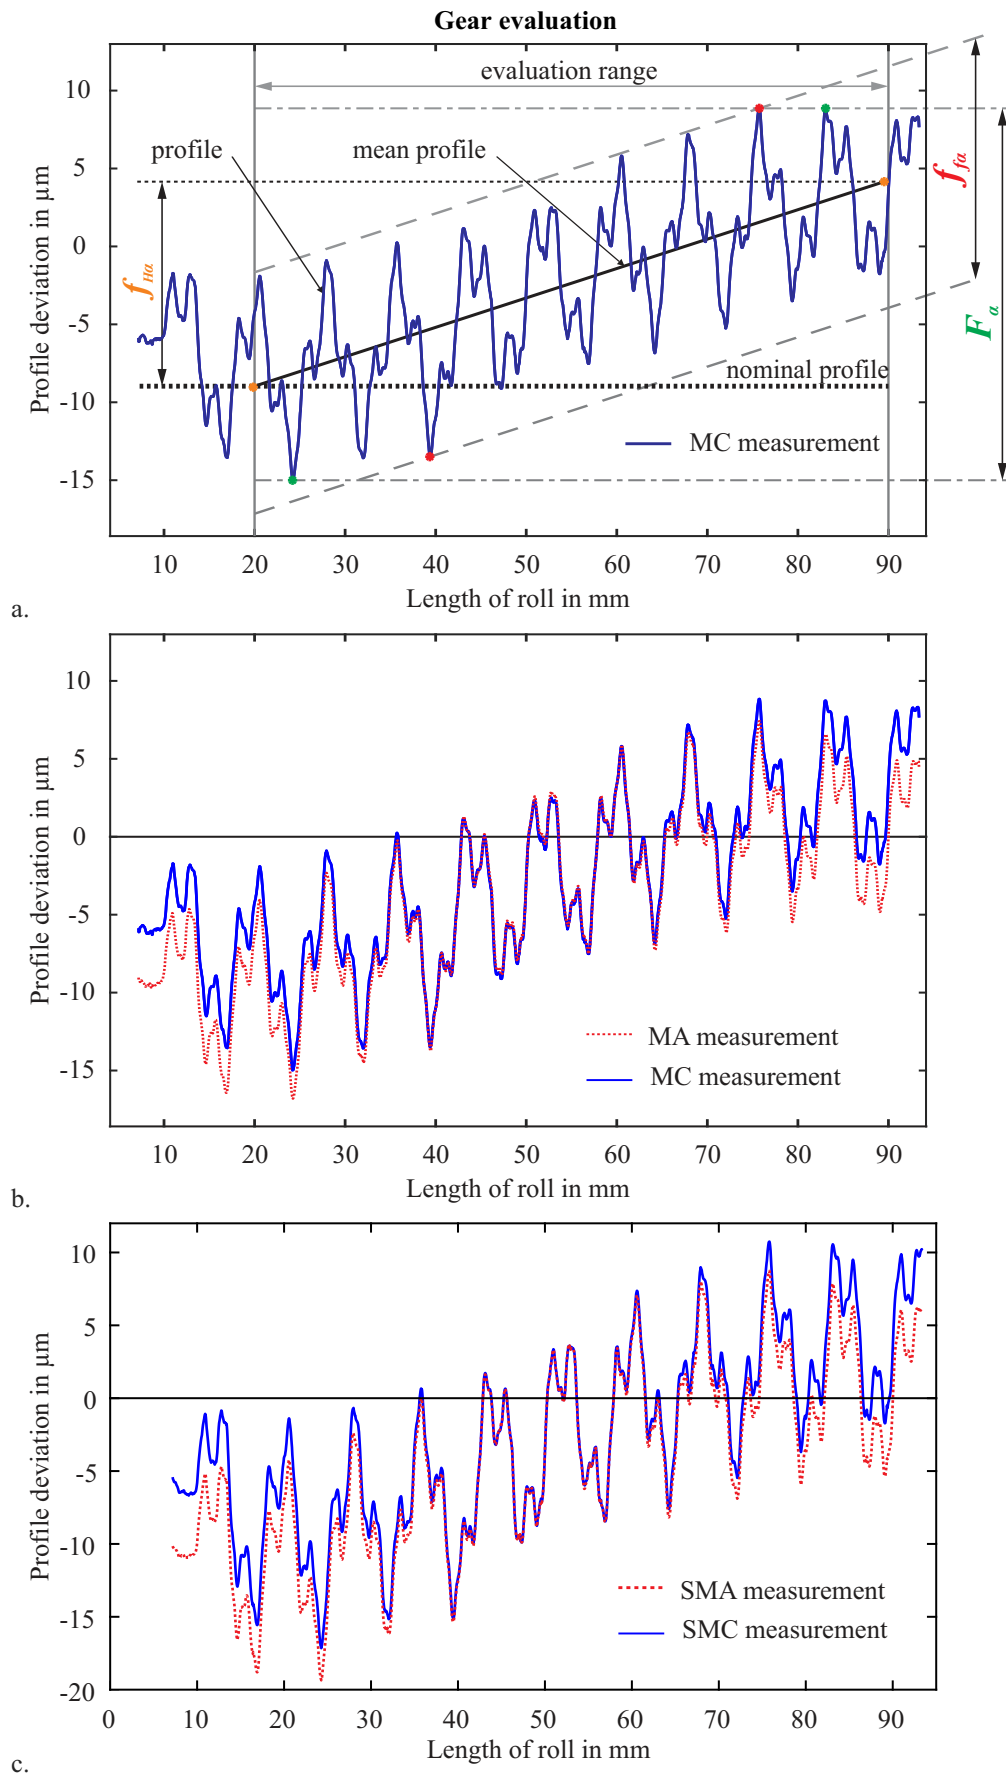 Gear evaluation
10
5
0
-5
-10
-15
Profile deviation in µm
evaluation range
profile
mean profile
nominal profile
MC measurement
fHα
ffα
Fα
10 20 30 40 50 60 70 80 90
Length of roll in mm
a.
10
5
0
-5
-10
-15
Profile deviation in µm
MA measurement
MC measurement
10 20 30 40 50 60 70 80 90
Length of roll in mm
b.
10
5
0
-5
-10
-15
-20
Profile deviation in µm
SMA measurement
SMC measurement
0 10 20 30 40 50 60 70 80 90
Length of roll in mm
c.